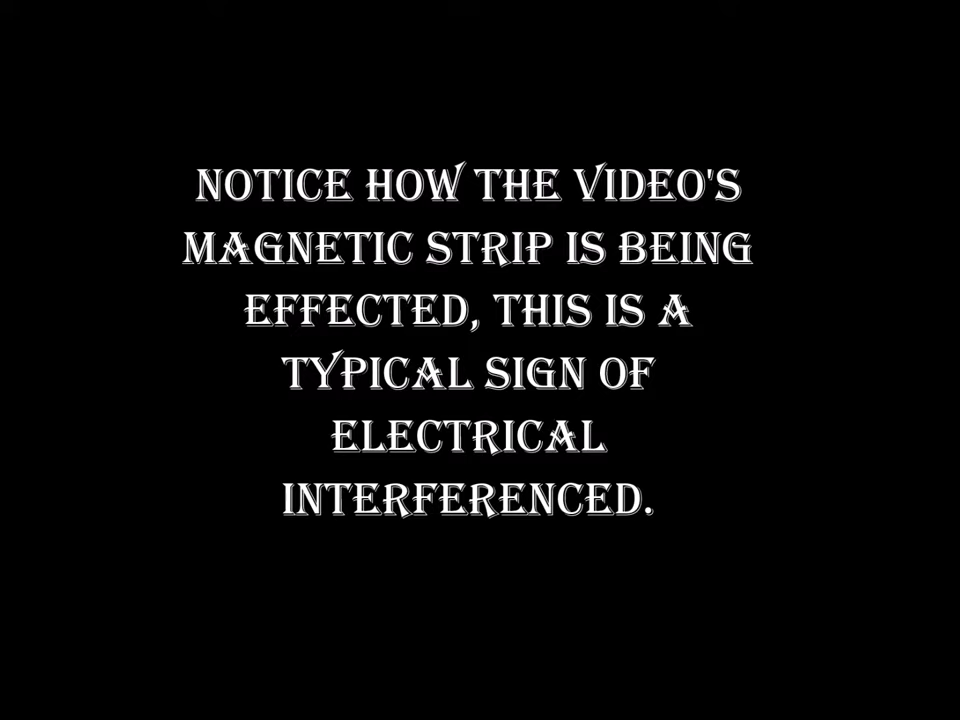 NOTICE HOW THE VIDEO'S
MAGNETIC STRIP IS BEING
EFFECTED, THIS IS A
TYPICAL SIGN OF
ELECTRICAL
INTERFERENCED.